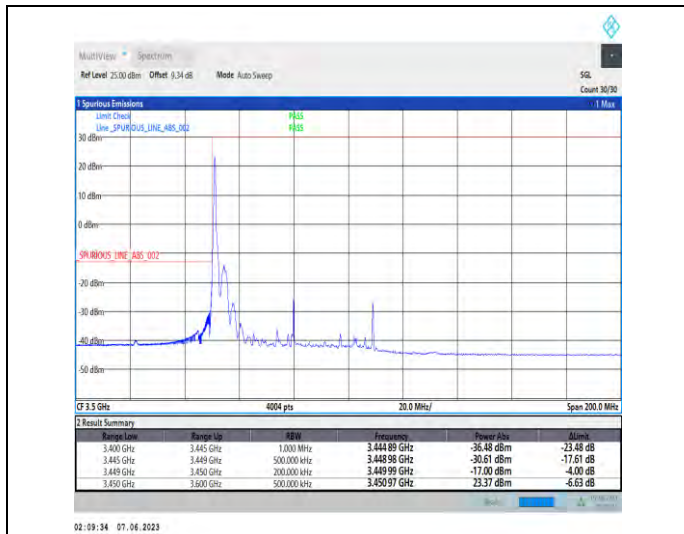 MultiView Spectrum
Ref Level 25.00 dBm Offset 9.34 dB Mode Auto Sweep SGL
Count 30/30
1 Spurious Emissions 1 Max
Limit Check PASS
Line _SPURIOUS_LINE_ABS_002 PASS
30 dBm
20 dBm
10 dBm
0 dBm
_SPURIOUS_LINE_ABS_002
-20 dBm
-30 dBm
-40 dBm
-50 dBm
CF 3.5 GHz 4004 pts 20.0 MHz/ Span 200.0 MHz
2 Result Summary
Range Low Range Up RBW Frequency Power Abs ΔLimit
3.400 GHz 3.445 GHz 1.000 MHz 3.444 89 GHz -36.48 dBm -23.48 dB
3.445 GHz 3.449 GHz 500.000 kHz 3.448 98 GHz -30.61 dBm -17.61 dB
3.449 GHz 3.450 GHz 200.000 kHz 3.449 99 GHz -17.00 dBm -4.00 dB
3.450 GHz 3.600 GHz 500.000 kHz 3.450 97 GHz 23.37 dBm -6.63 dB
02:09:34 07.06.2023